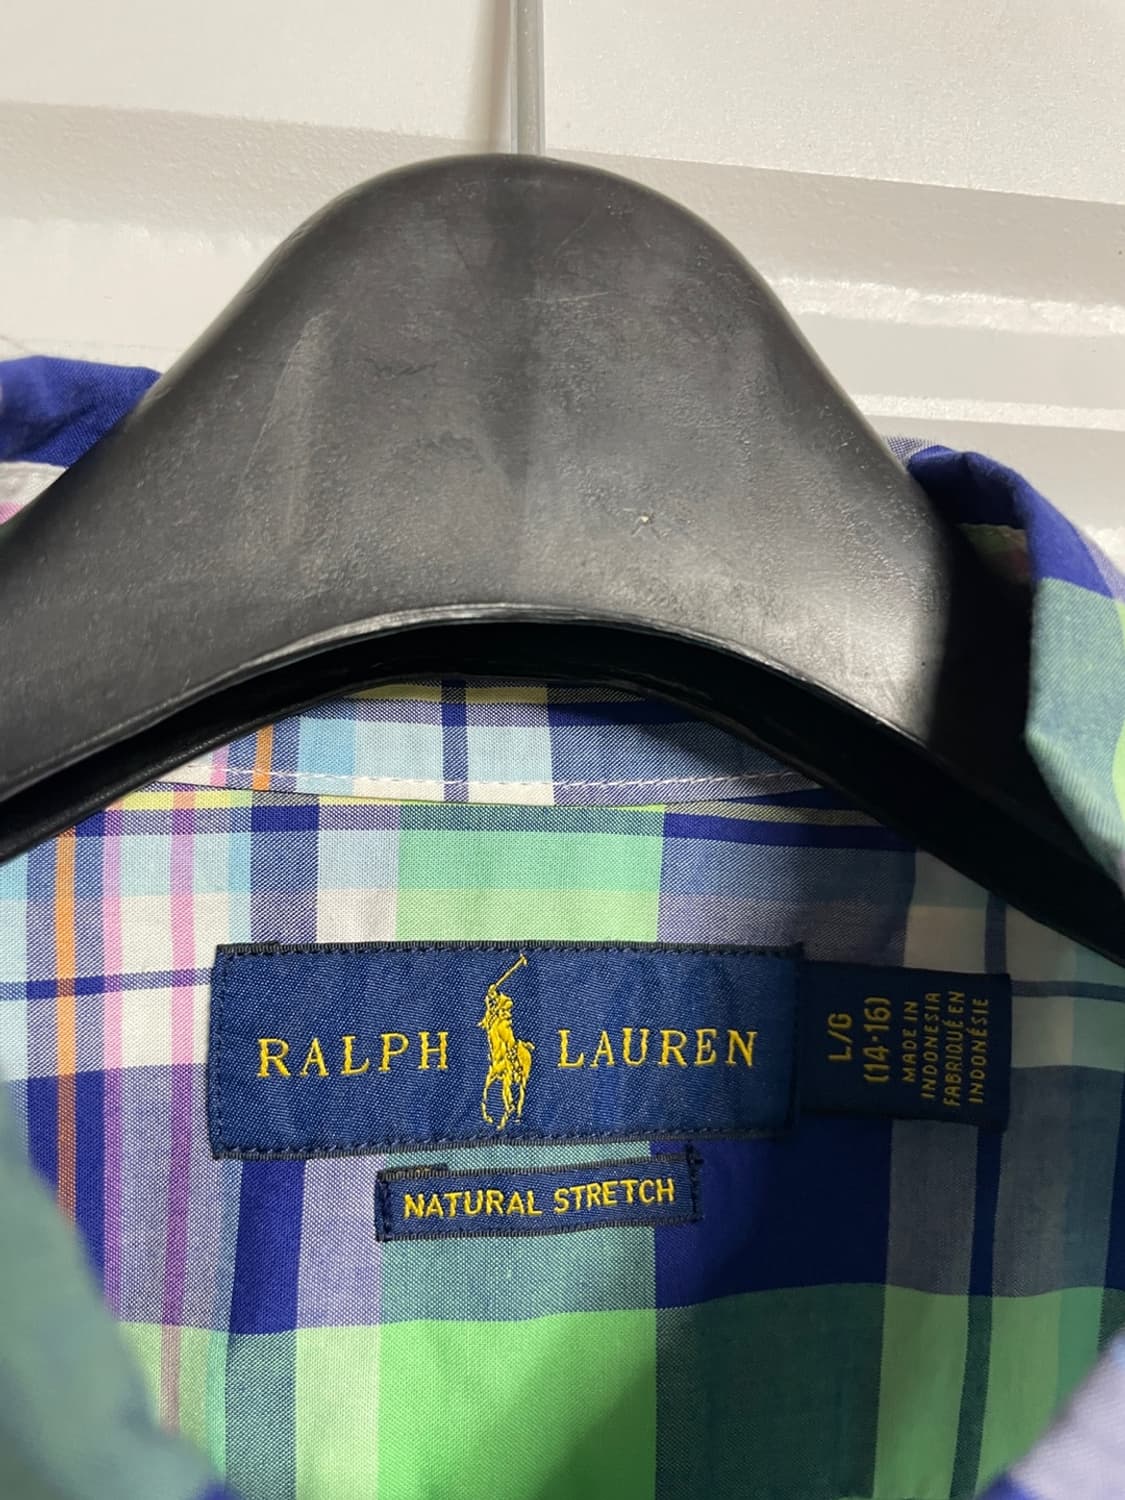 RALPH LAUREN
NATURAL STRETCH
L/G
(14-16)
MADE IN
INDONESIA
FABRIQUÉ EN
INDONÉSIE